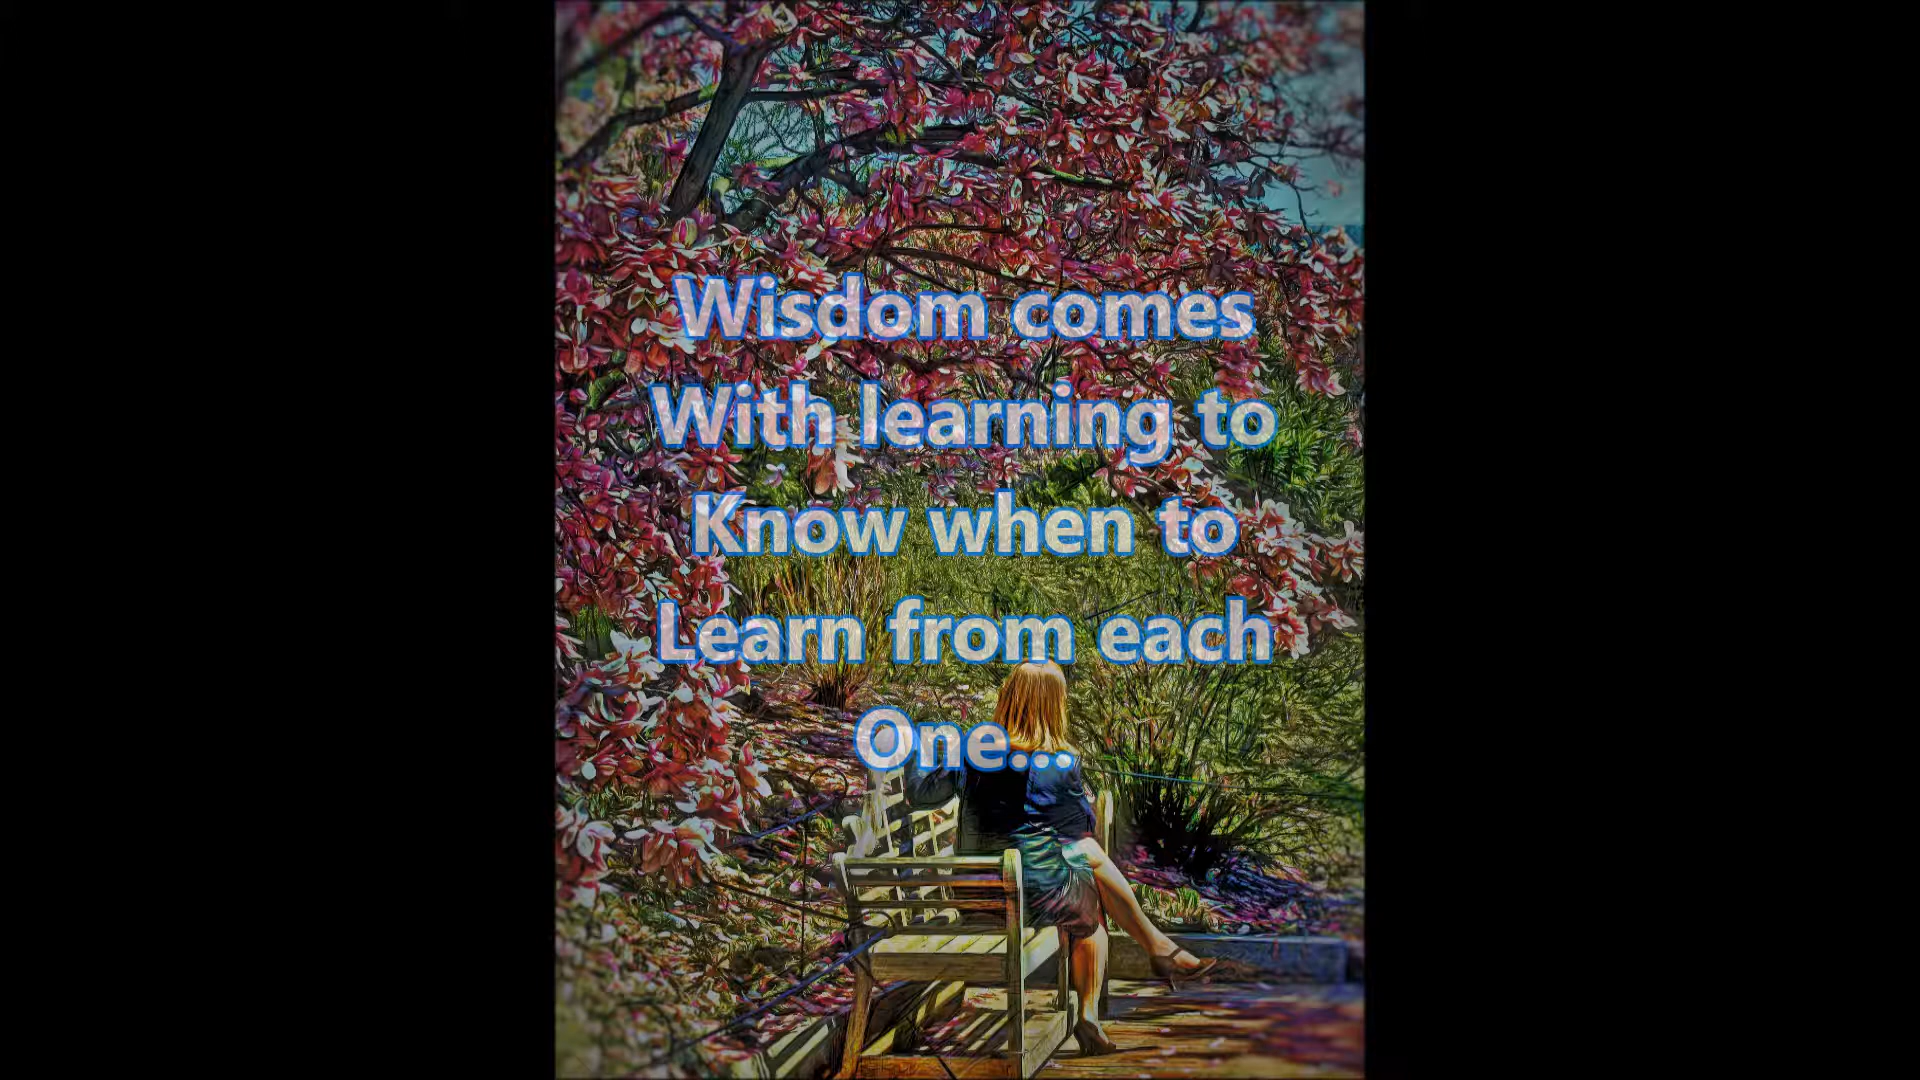 Wisdom comes
With learning to
Know when to
Learn from each
One...